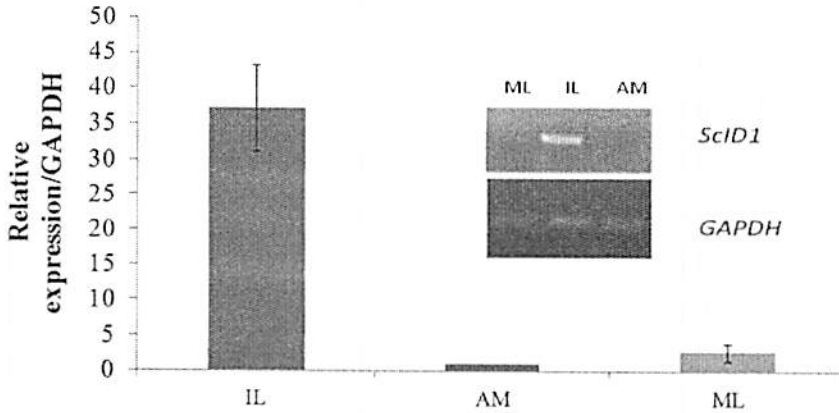 Relative
expression/GAPDH
50
45
40
35
30
25
20
15
10
5
0
ML IL AM
ScID1
GAPDH
IL AM ML